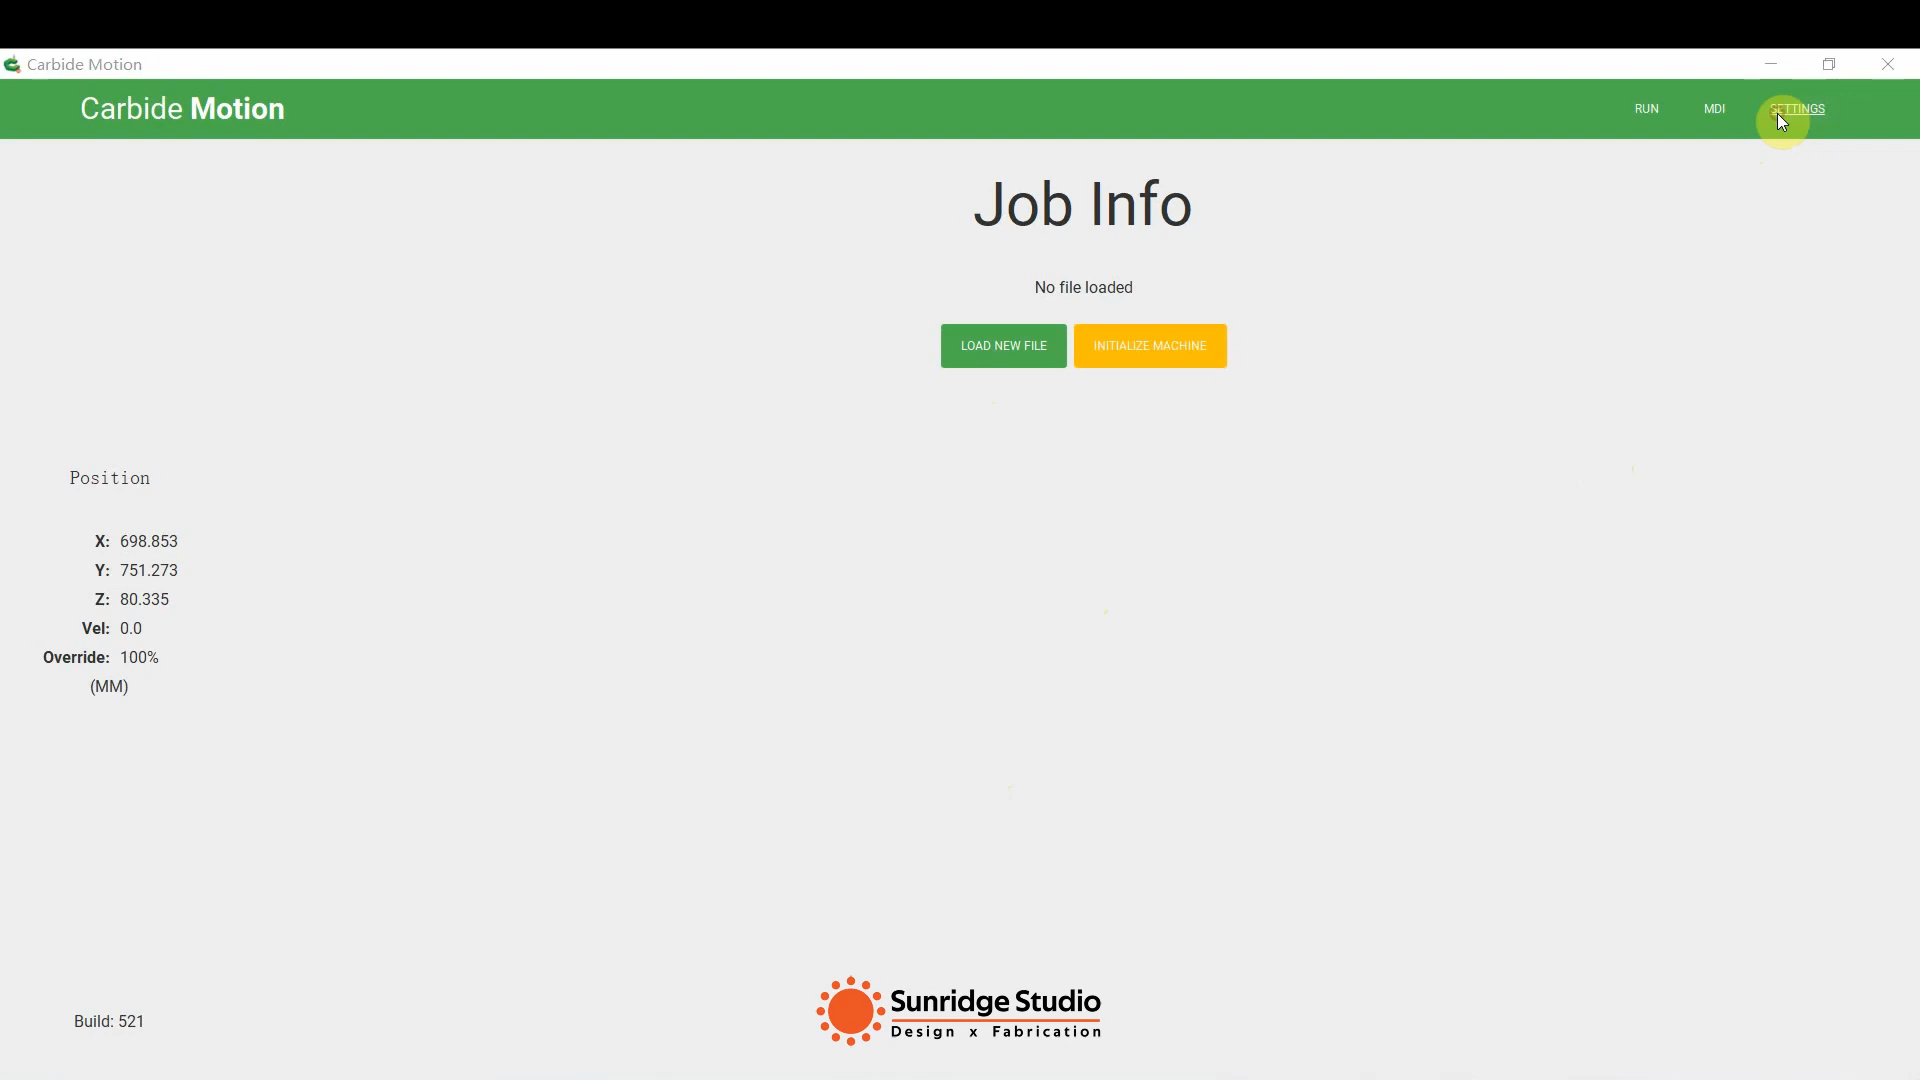 Carbide Motion
Carbide Motion
RUN
MDI
SETTINGS
Job Info
No file loaded
LOAD NEW FILE
INITIALIZE MACHINE
Position
X: 698.853
Y: 751.273
Z: 80.335
Vel: 0.0
Override: 100%
(MM)
Build: 521
Sunridge Studio
Design x Fabrication